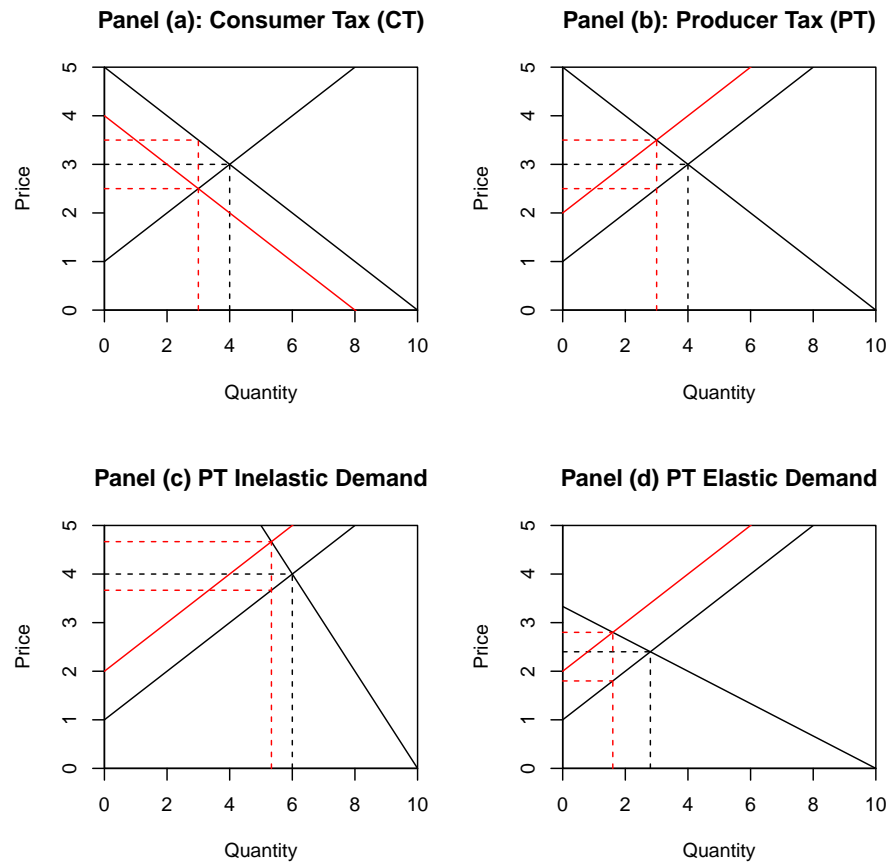 Panel (a): Consumer Tax (CT)
5
4
3
2
1
0
Price
0 2 4 6 8 10
Quantity
Panel (b): Producer Tax (PT)
5
4
3
2
1
0
Price
0 2 4 6 8 10
Quantity
Panel (c) PT Inelastic Demand
5
4
3
2
1
0
Price
0 2 4 6 8 10
Quantity
Panel (d) PT Elastic Demand
5
4
3
2
1
0
Price
0 2 4 6 8 10
Quantity